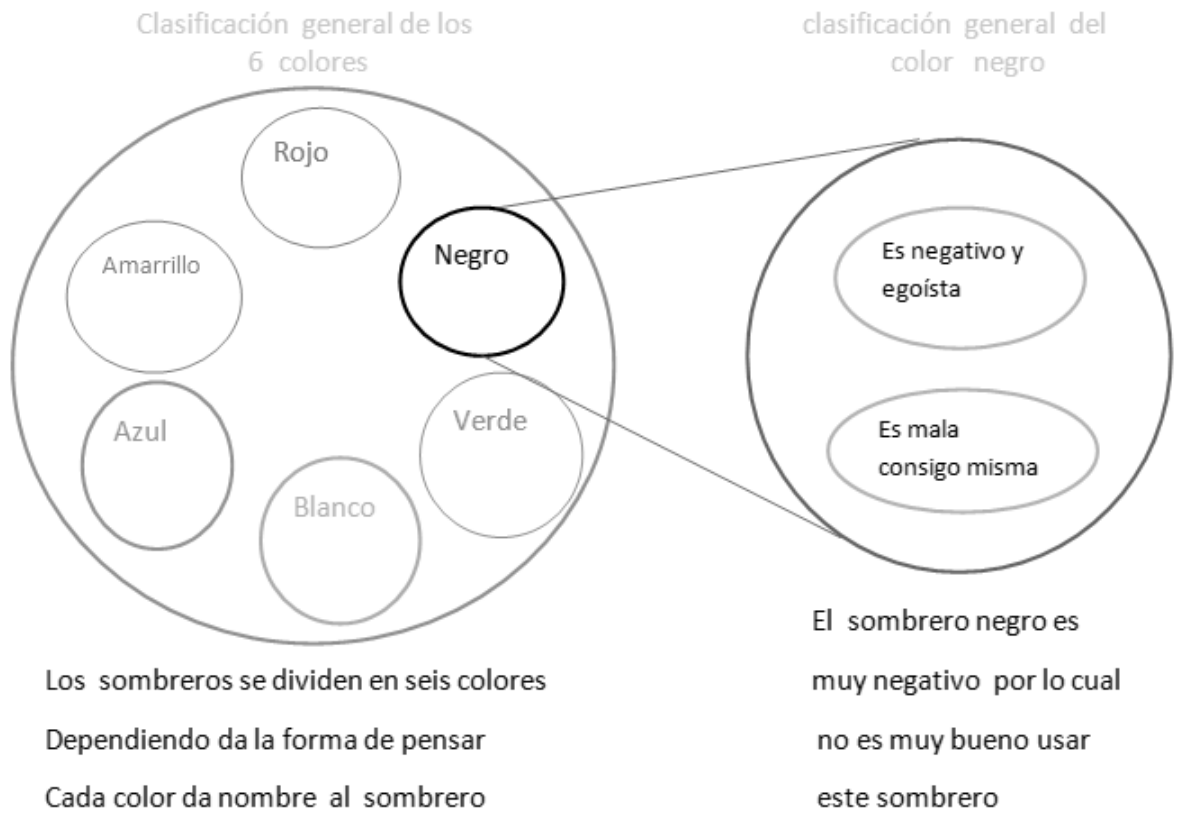 Clasificación general de los
6 colores
Rojo
Negro
Amarrillo
Azul
Verde
Blanco
Los sombreros se dividen en seis colores
Dependiendo da la forma de pensar
Cada color da nombre al sombrero
clasificación general del
color negro
Es negativo y
egoísta
Es mala
consigo misma
El sombrero negro es
muy negativo por lo cual
no es muy bueno usar
este sombrero